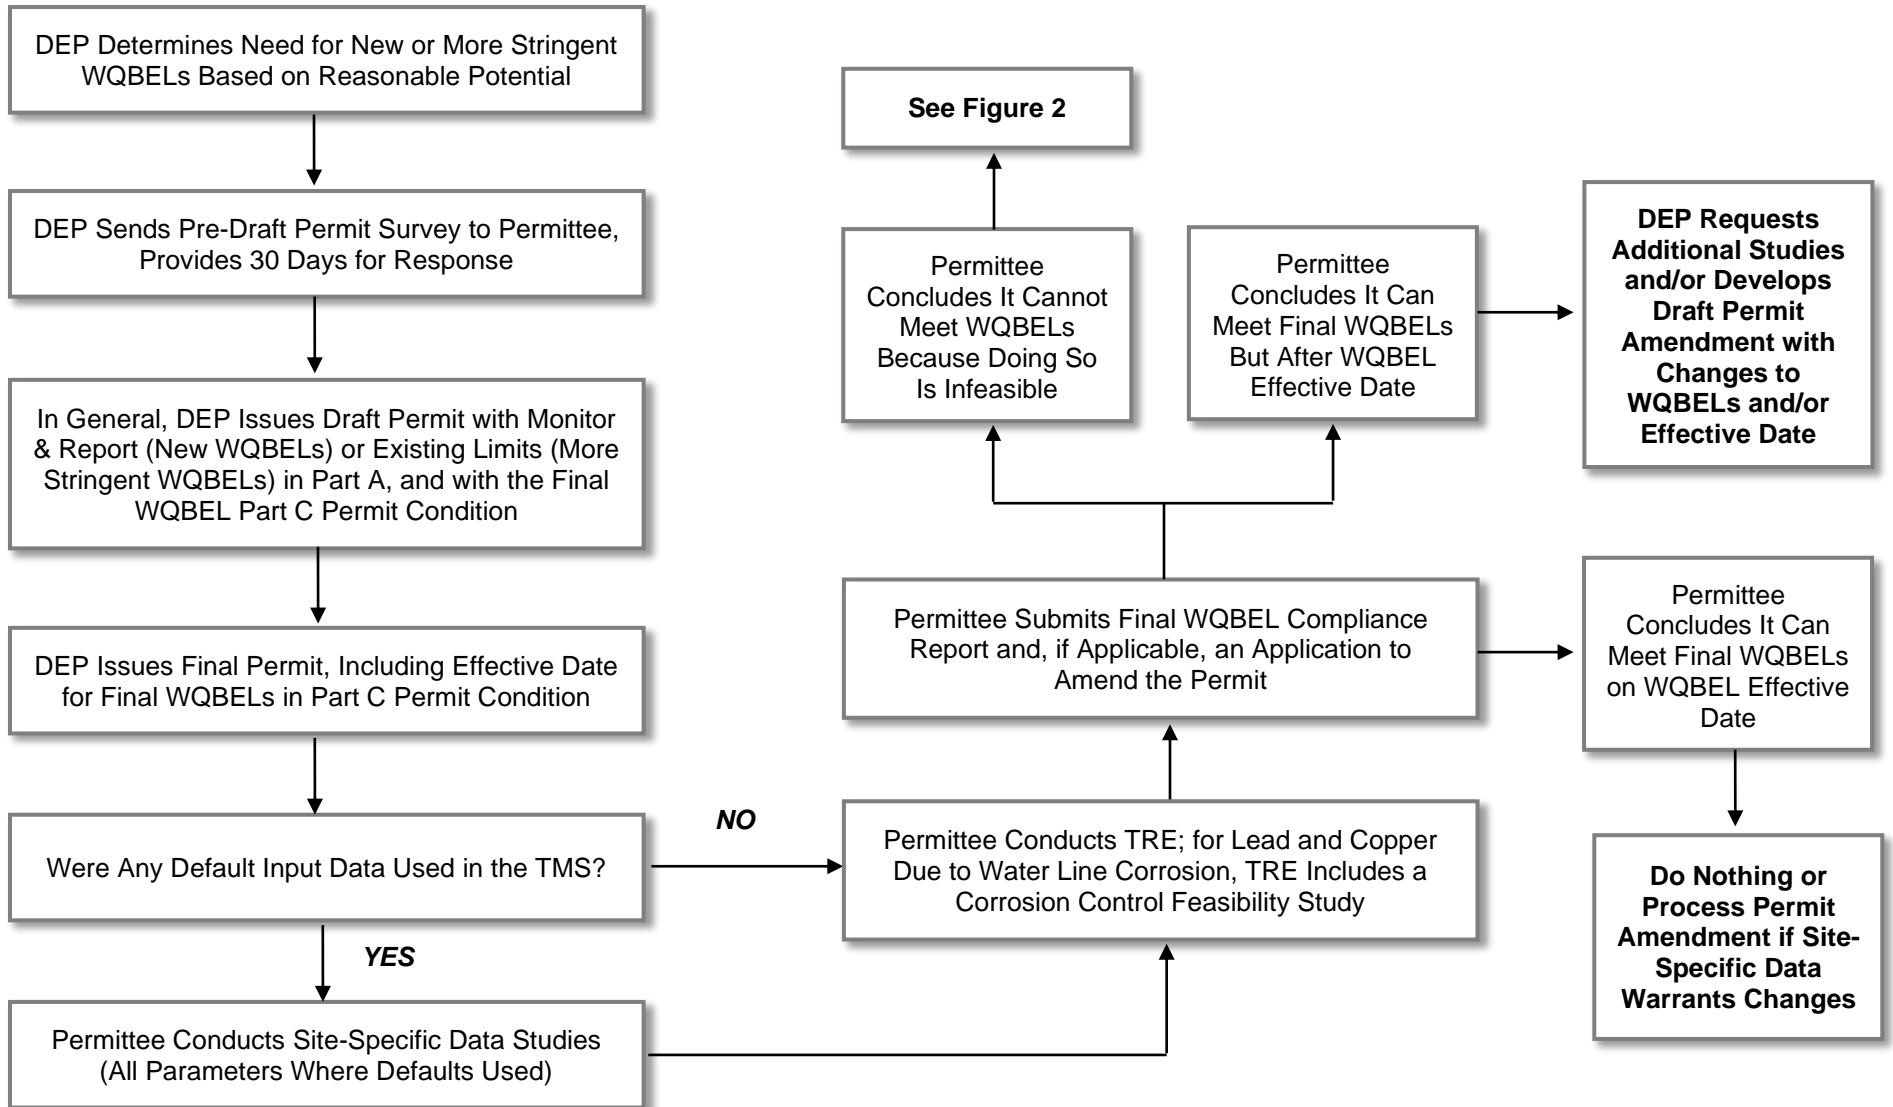 DEP Determines Need for New or More Stringent
WQBELs Based on Reasonable Potential
DEP Sends Pre-Draft Permit Survey to Permittee,
Provides 30 Days for Response
In General, DEP Issues Draft Permit with Monitor
& Report (New WQBELs) or Existing Limits (More
Stringent WQBELs) in Part A, and with the Final
WQBEL Part C Permit Condition
DEP Issues Final Permit, Including Effective Date
for Final WQBELs in Part C Permit Condition
Were Any Default Input Data Used in the TMS?
NO
YES
Permittee Conducts Site-Specific Data Studies
(All Parameters Where Defaults Used)
Permittee Conducts TRE; for Lead and Copper
Due to Water Line Corrosion, TRE Includes a
Corrosion Control Feasibility Study
Permittee Submits Final WQBEL Compliance
Report and, if Applicable, an Application to
Amend the Permit
Permittee
Concludes It Cannot
Meet WQBELs
Because Doing So
Is Infeasible
See Figure 2
Permittee
Concludes It Can
Meet Final WQBELs
But After WQBEL
Effective Date
DEP Requests
Additional Studies
and/or Develops
Draft Permit
Amendment with
Changes to
WQBELs and/or
Effective Date
Permittee
Concludes It Can
Meet Final WQBELs
on WQBEL Effective
Date
Do Nothing or
Process Permit
Amendment if Site-
Specific Data
Warrants Changes